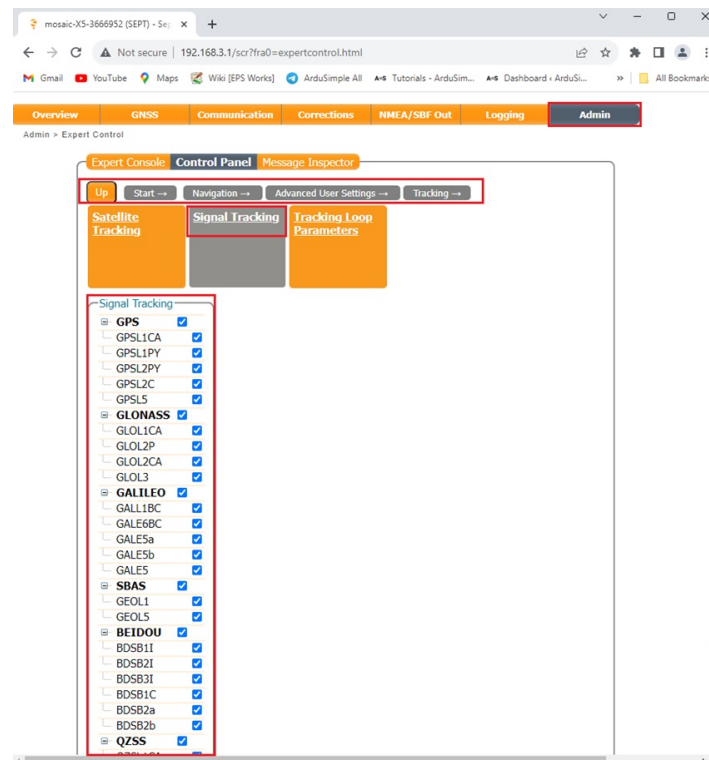 mosaic-X5-3666952 (SEPT) - Sep
Not secure | 192.168.3.1/scr?fra0=expertcontrol.html
Gmail YouTube Maps Wiki [EPS Works] ArduSimple All Tutorials - ArduSim... Dashboard ‹ ArduSi... » All Bookmarks
Overview GNSS Communication Corrections NMEA/SBF Out Logging Admin
Admin > Expert Control
Expert Console Control Panel Message Inspector
Up Start → Navigation → Advanced User Settings → Tracking →
Satellite Tracking
Signal Tracking
Tracking Loop Parameters
Signal Tracking
GPS
GPSL1CA
GPSL1PY
GPSL2PY
GPSL2C
GPSL5
GLONASS
GLOL1CA
GLOL2P
GLOL2CA
GLOL3
GALILEO
GALL1BC
GALE6BC
GALE5a
GALE5b
GALE5
SBAS
GEOL1
GEOL5
BEIDOU
BDSB1I
BDSB2I
BDSB3I
BDSB1C
BDSB2a
BDSB2b
QZSS